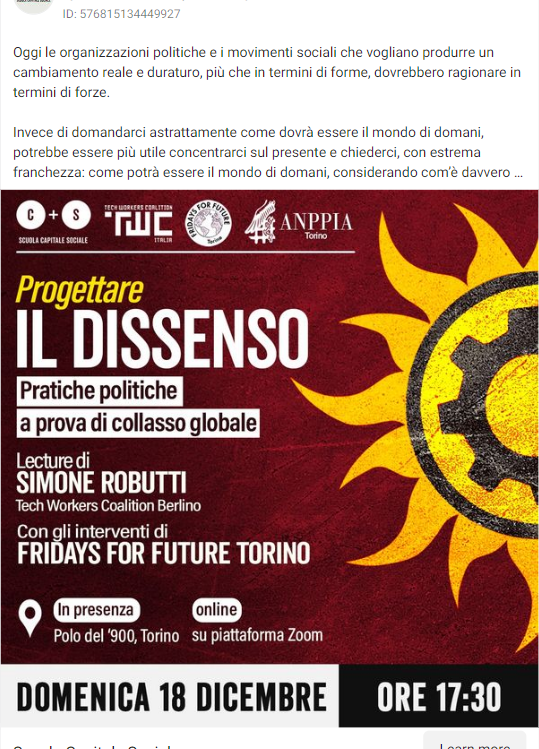 ID: 576815134449927
Oggi le organizzazioni politiche e i movimenti sociali che vogliano produrre un
cambiamento reale e duraturo, più che in termini di forme, dovrebbero ragionare in
termini di forze.
Invece di domandarci astrattamente come dovrà essere il mondo di domani,
potrebbe essere più utile concentrarci sul presente e chiederci, con estrema
franchezza: come potrà essere il mondo di domani, considerando com'è davvero ...
C + S
SCUOLA CAPITALE SOCIALE
TECH WORKERS COALITION
TWC
ITALIA
FRIDAYS FOR FUTURE
Torino
ANPPIA
Torino
Progettare
IL DISSENSO
Pratiche politiche
a prova di collasso globale
Lecture di
SIMONE ROBUTTI
Tech Workers Coalition Berlino
Con gli interventi di
FRIDAYS FOR FUTURE TORINO
In presenza
Polo del '900, Torino
online
su piattaforma Zoom
DOMENICA 18 DICEMBRE
ORE 17:30
Learn more